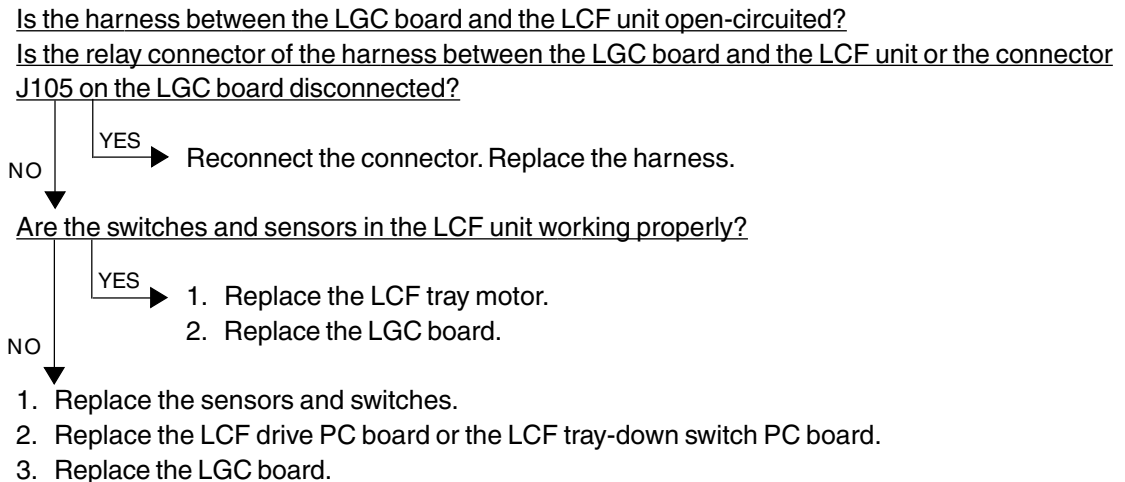 Is the harness between the LGC board and the LCF unit open-circuited?
Is the relay connector of the harness between the LGC board and the LCF unit or the connector
J105 on the LGC board disconnected?
YES
Reconnect the connector. Replace the harness.
NO
Are the switches and sensors in the LCF unit working properly?
YES
1. Replace the LCF tray motor.
2. Replace the LGC board.
NO
1. Replace the sensors and switches.
2. Replace the LCF drive PC board or the LCF tray-down switch PC board.
3. Replace the LGC board.